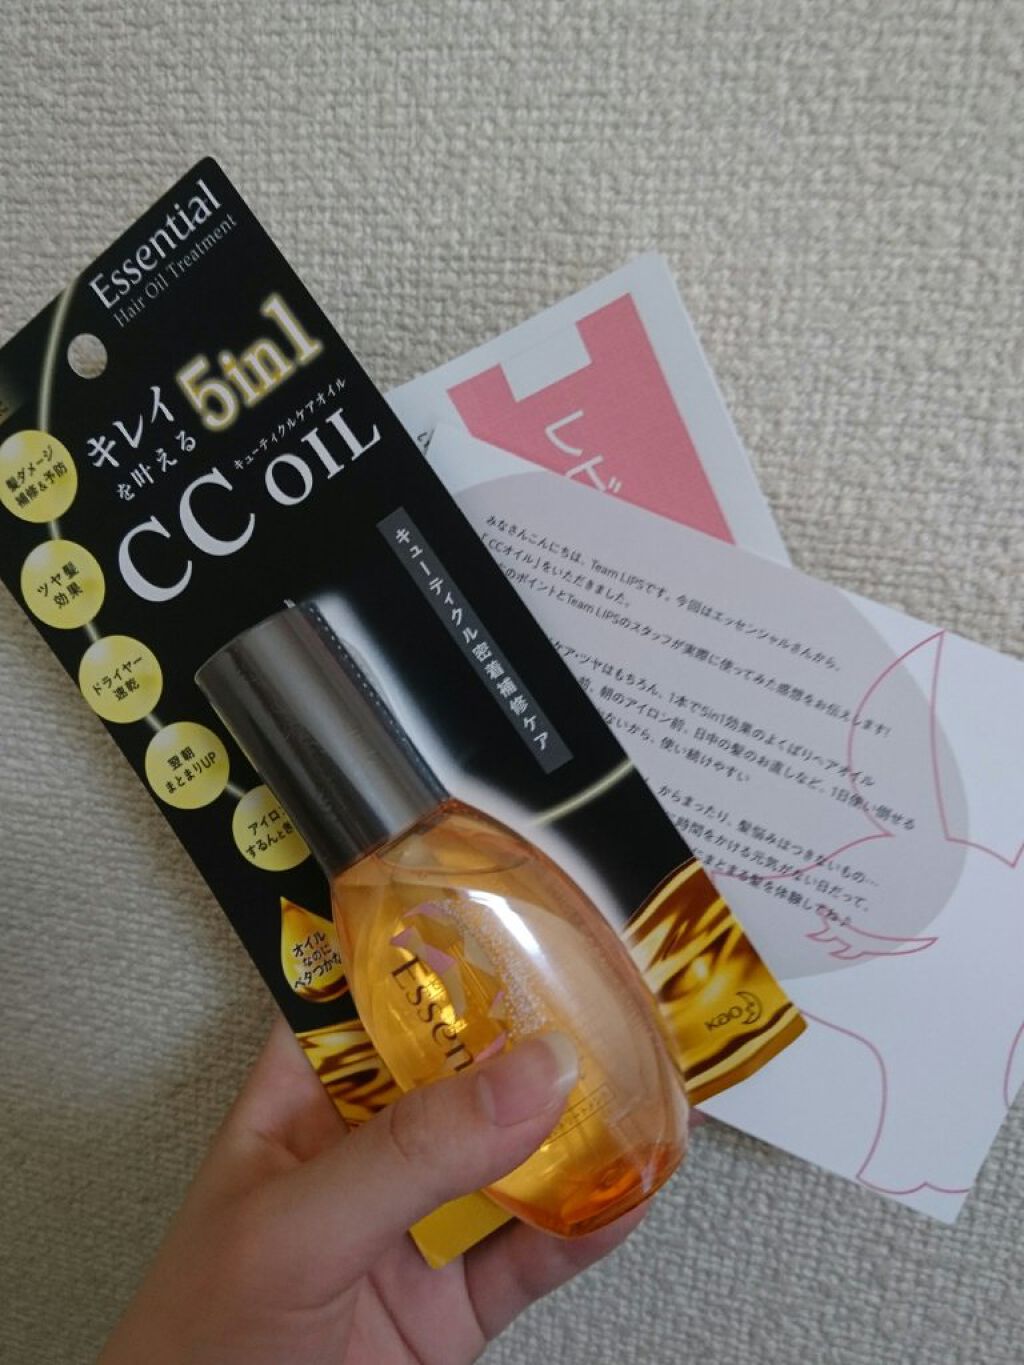 Essential
Hair Oil Treatment
キレイ
を叶える
5in1
キューティクルケアオイル
CC OIL
キューティクル密着補修ケア
髪ダメージ
補修&予防
ツヤ髪
効果
ドライヤー
速乾
翌朝
まとまりUP
アイロ
するんとき
オイル
なのに
ベタつかな
Essen
kao
みなさんこんにちは、Team LIPSです。今回はエッセンシャルさんから、
「CCオイル」をいただきました。
のポイントとTeam LIPSのスタッフが実際に使ってみた感想をお伝えします!
ケア・ツヤはもちろん、1本で5in1効果のよくばりヘアオイル
前、朝のアイロン前、日中の髪のお直しなど、1日使い倒せる
ないから、使い続けやすい
からまったり、髪悩みはつきないもの…
時間をかける元気がない日だって、
にまとまる髪を体験してね♪